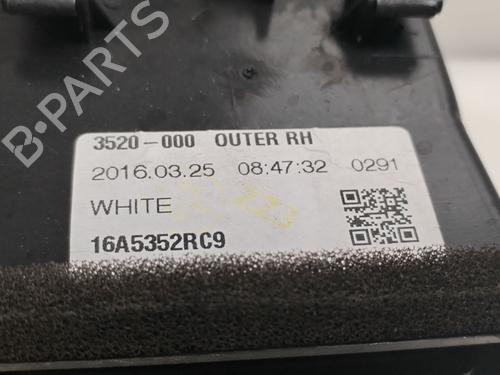 B-PARTS
3520-000 OUTER RH
2016.03.25 08:47:32 0291
WHITE
16A5352RC9